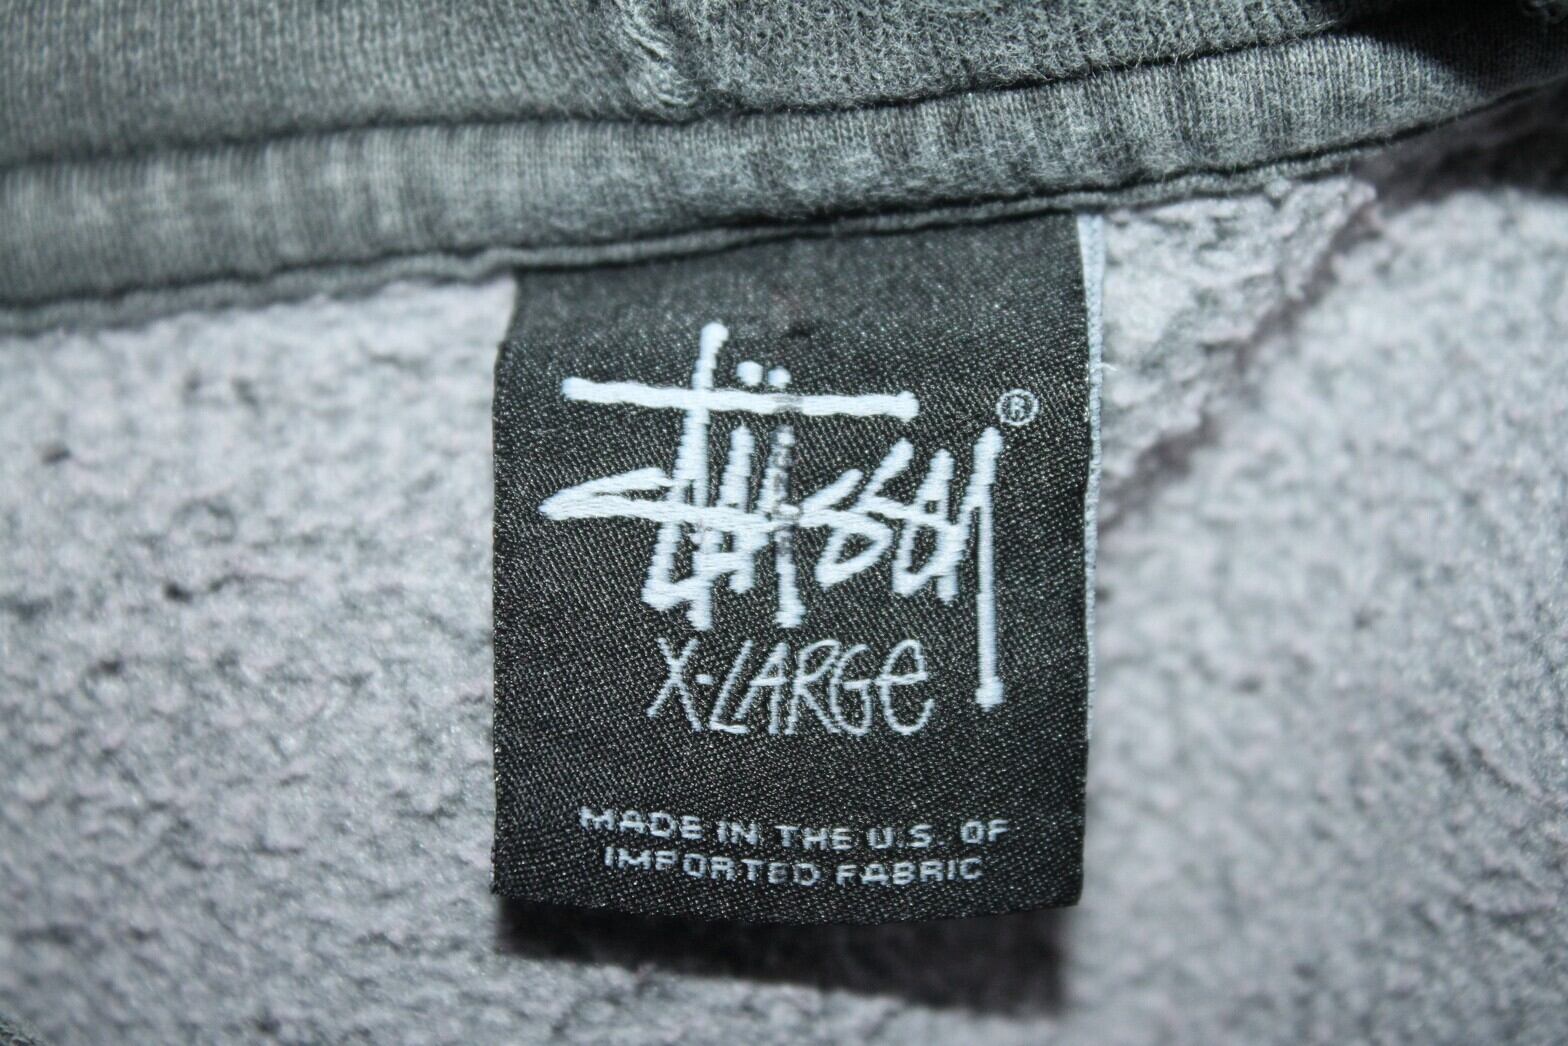 Stüssy ®
X-LARGe
MADE IN THE U.S. OF
IMPORTED FABRIC